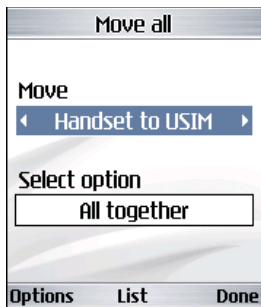 Move all
Move
Handset to USIM
Select option
All together
Options List Done